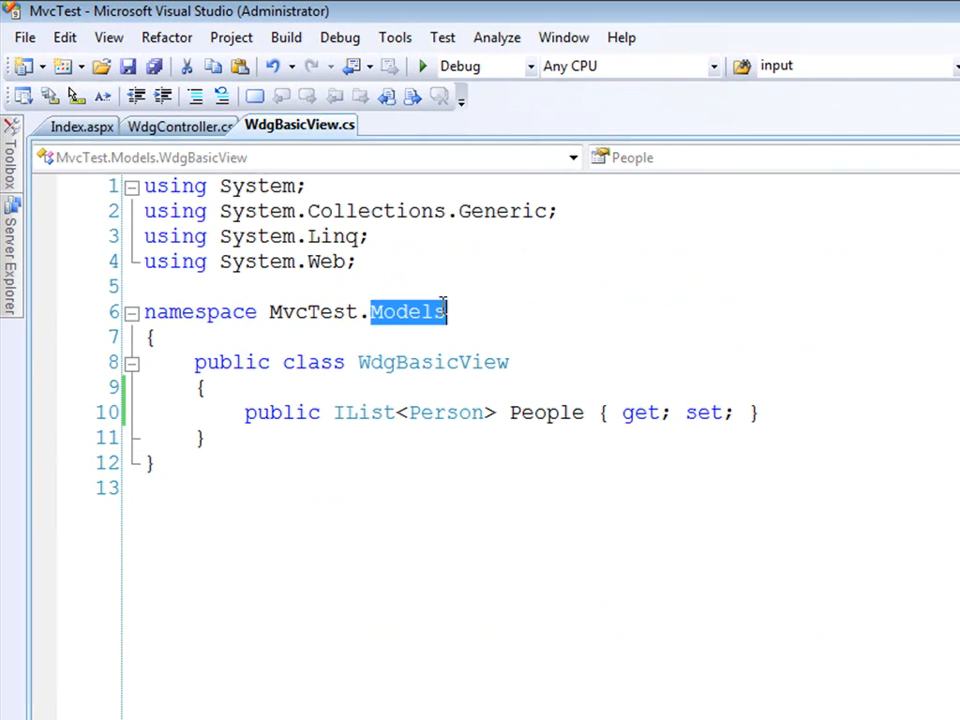 MvcTest - Microsoft Visual Studio (Administrator)
File Edit View Refactor Project Build Debug Tools Test Analyze Window Help
Debug Any CPU input
Index.aspx WdgController.cs WdgBasicView.cs
MvcTest.Models.WdgBasicView People
Toolbox
Server Explorer
1 using System;
2 using System.Collections.Generic;
3 using System.Linq;
4 using System.Web;
5
6 namespace MvcTest.Models
7 {
8 public class WdgBasicView
9 {
10 public IList<Person> People { get; set; }
11 }
12 }
13